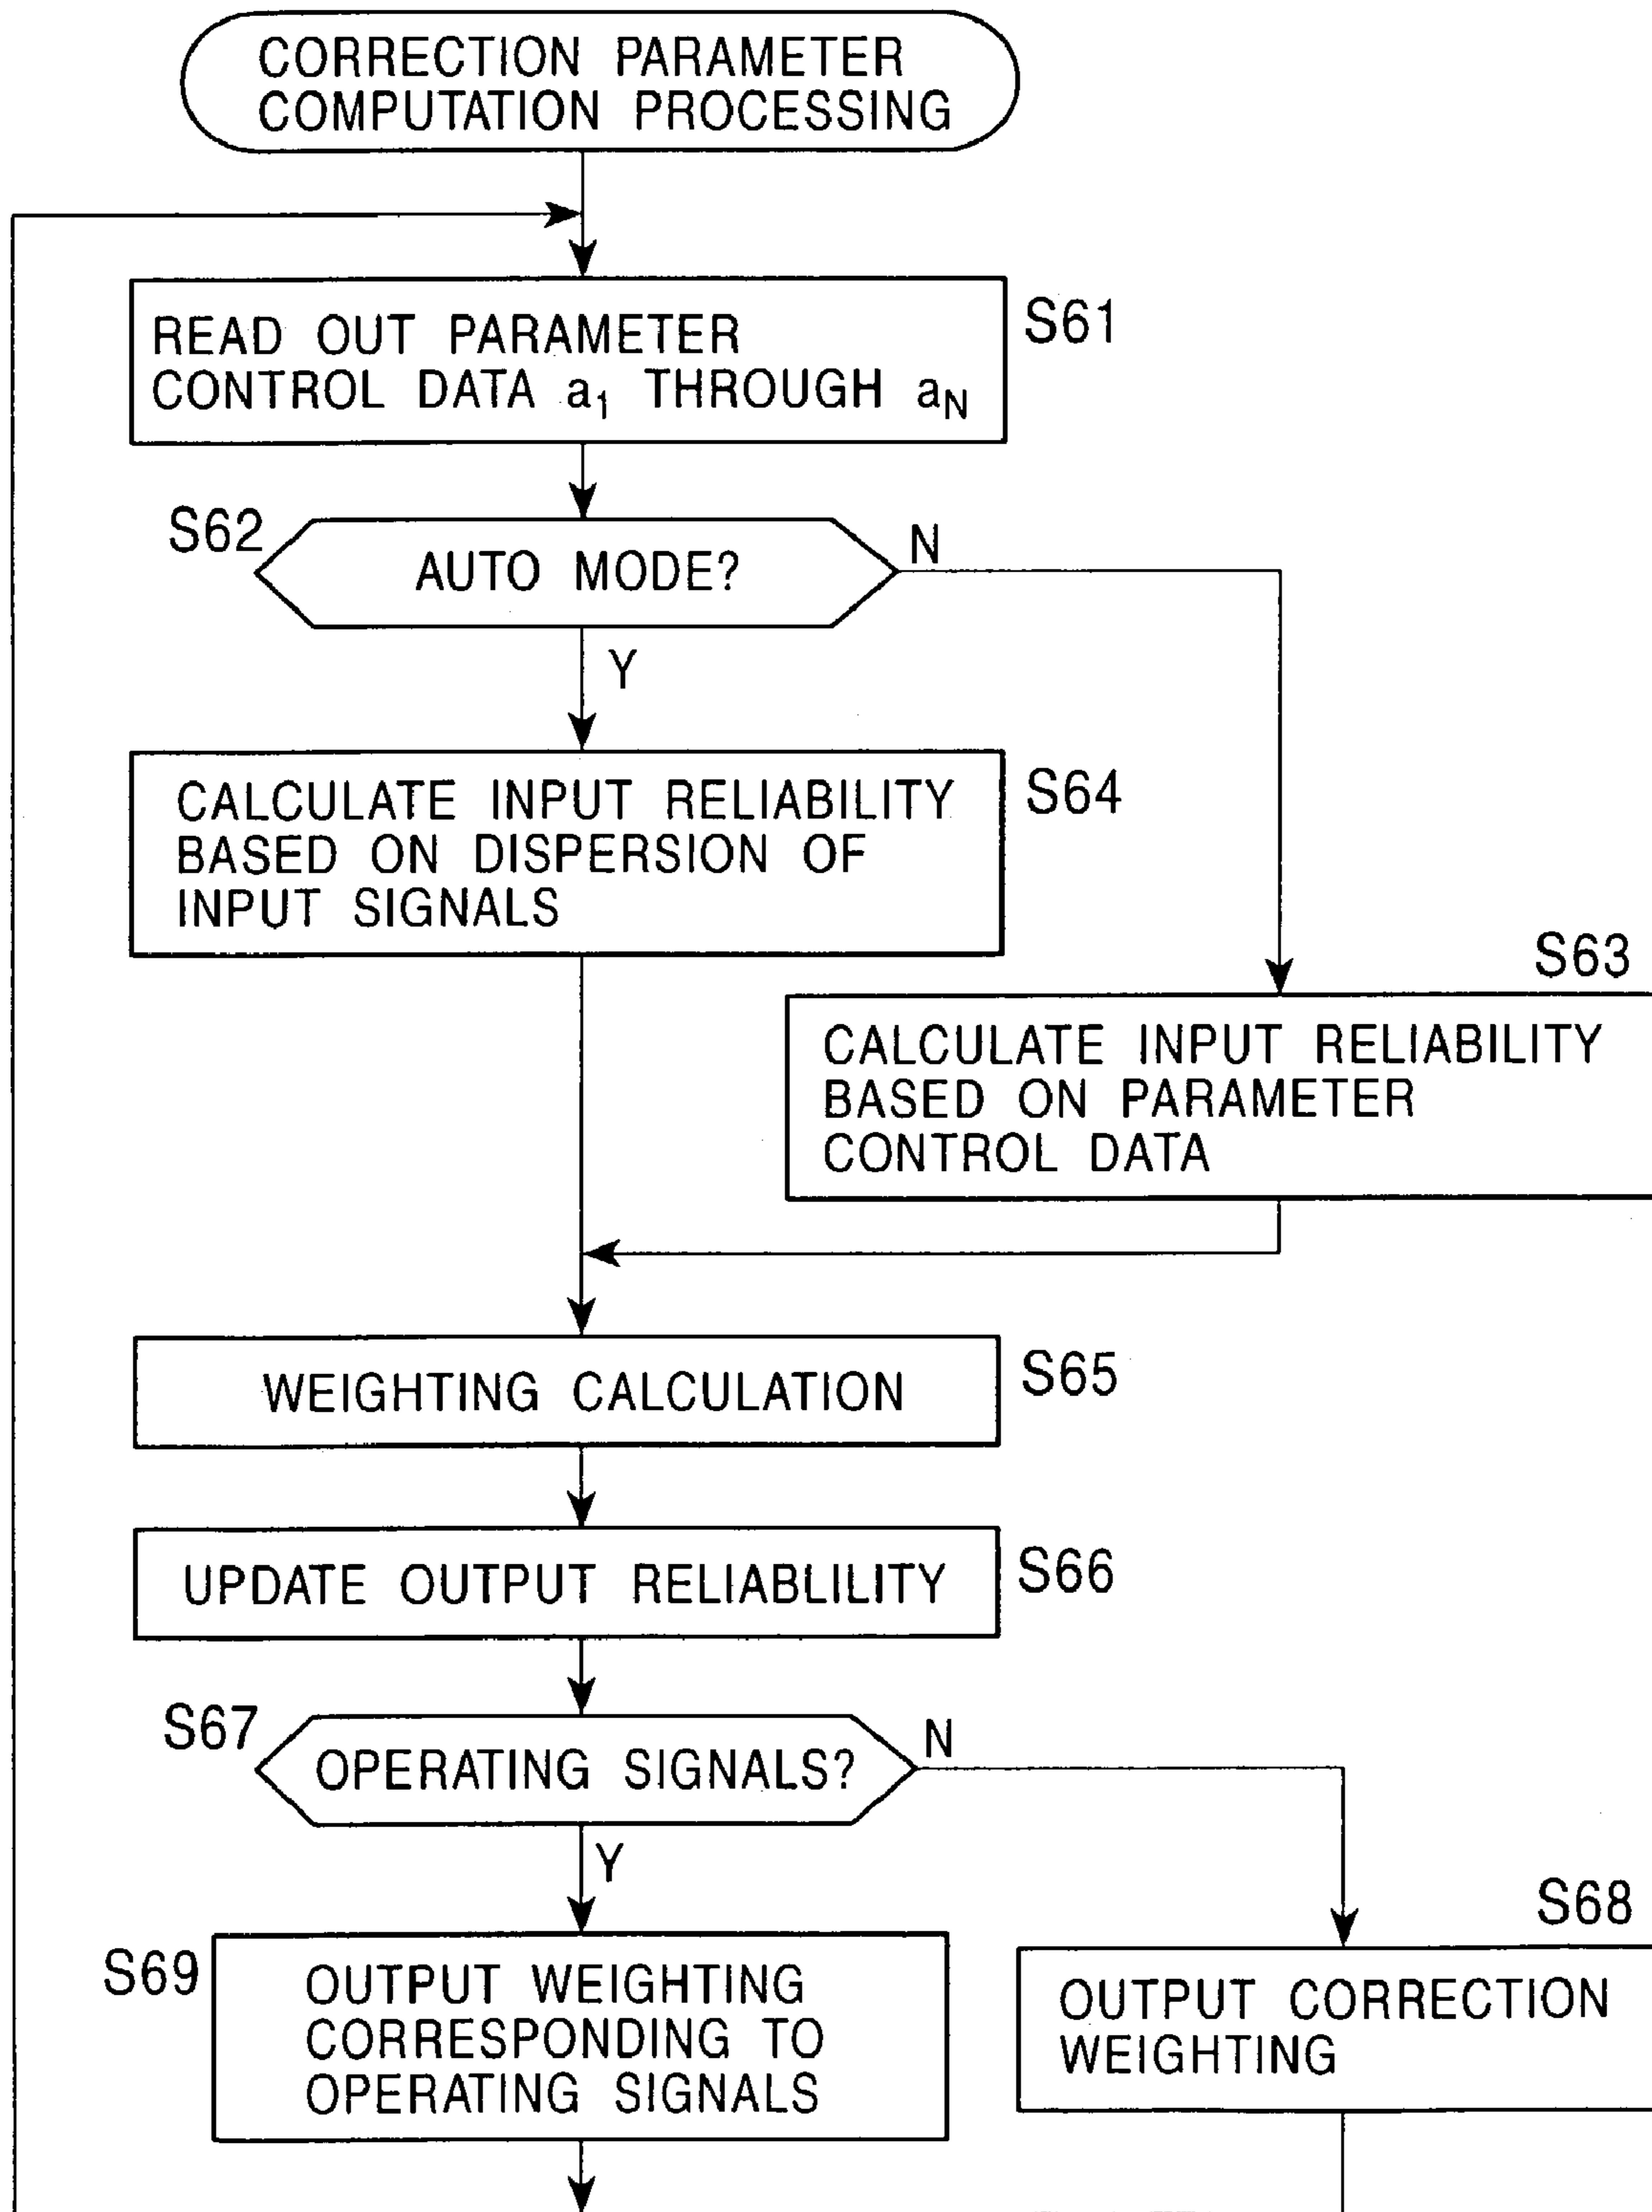 CORRECTION PARAMETER
COMPUTATION PROCESSING
READ OUT PARAMETER
CONTROL DATA a1 THROUGH aN
S61
S62
AUTO MODE?
N
Y
CALCULATE INPUT RELIABILITY
BASED ON DISPERSION OF
INPUT SIGNALS
S64
S63
CALCULATE INPUT RELIABILITY
BASED ON PARAMETER
CONTROL DATA
WEIGHTING CALCULATION
S65
UPDATE OUTPUT RELIABLILITY
S66
S67
OPERATING SIGNALS?
N
Y
S69
OUTPUT WEIGHTING
CORRESPONDING TO
OPERATING SIGNALS
S68
OUTPUT CORRECTION
WEIGHTING